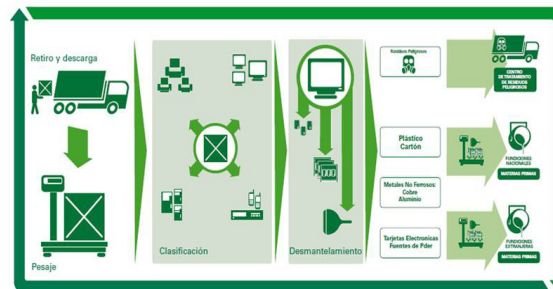 Retiro y descarga
Pesaje
Clasificación
Desmantelamiento
Residuos Peligrosos
CENTRO
DE TRATAMIENTO
DE RESIDUOS
PELIGROSOS
Plástico
Cartón
Metales No Ferrosos:
Cobre
Aluminio
Tarjetas Electronicas
Fuentes de Pder
FUNDICIONES
NACIONALES
MATERIAS PRIMAS
FUNDICIONES
EXTRANJERAS
MATERIAS PRIMAS